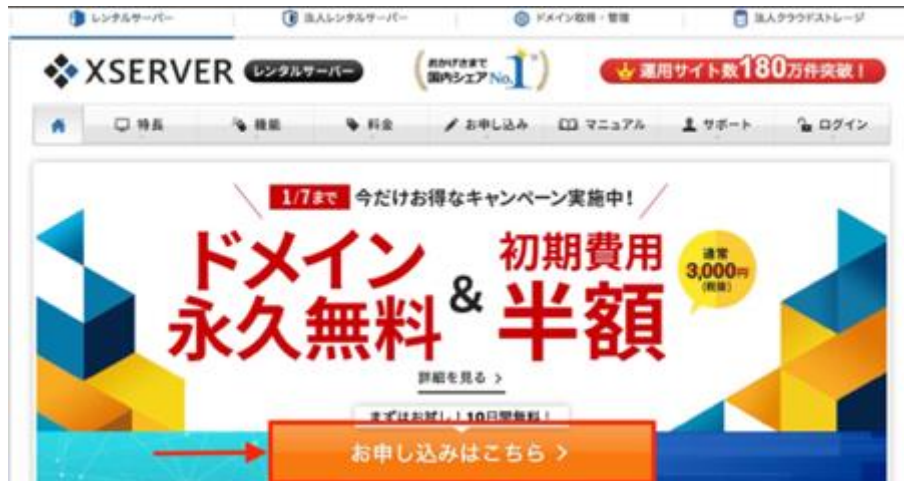 レンタルサーバー
法人レンタルサーバー
ドメイン取得・管理
法人クラウドストレージ
XSERVER レンタルサーバー
おかげさまで
国内シェアNo.1
運用サイト数180万件突破！
特長
機能
料金
お申し込み
マニュアル
サポート
ログイン
1/7まで 今だけお得なキャンペーン実施中！
ドメイン
永久無料
&
初期費用
半額
通常
3,000円
(税抜)
詳細を見る >
まずはお試し！10日間無料！
お申し込みはこちら >